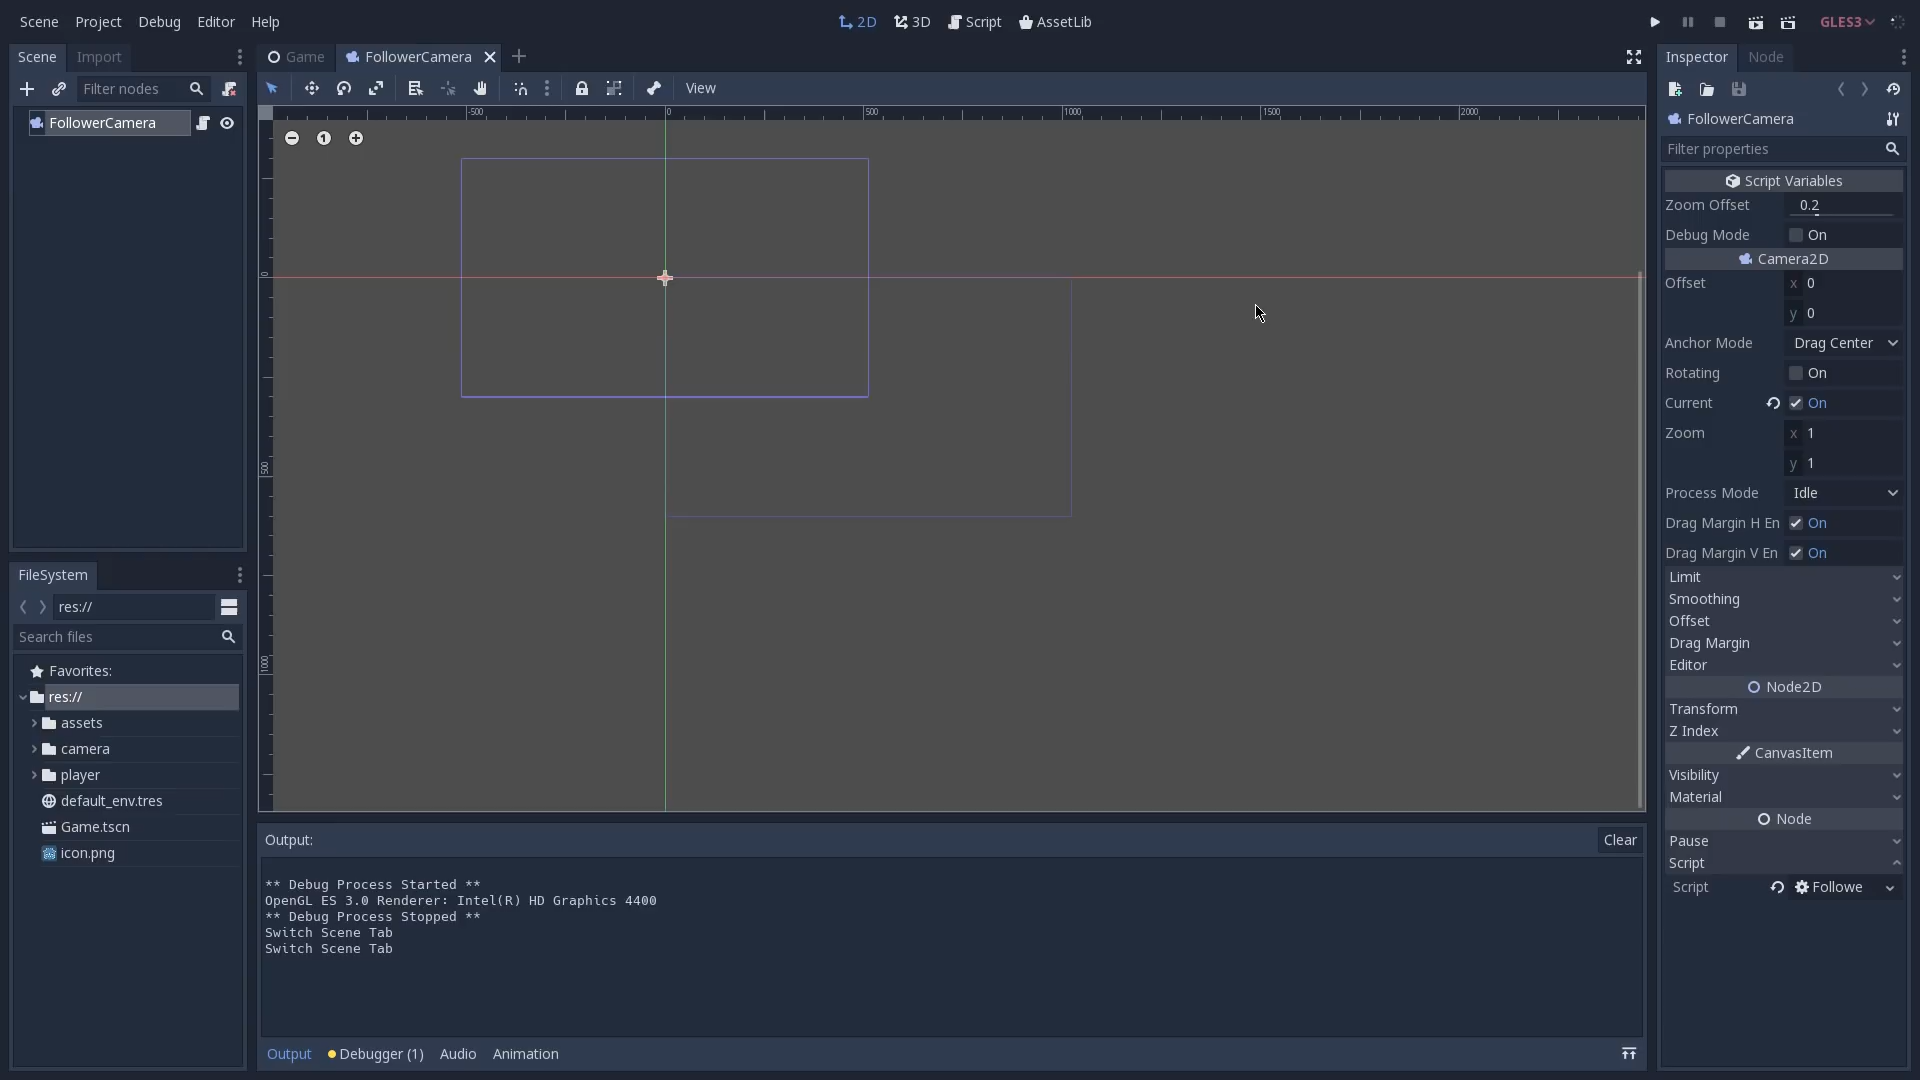 Scene Project Debug Editor Help
2D 3D Script AssetLib
GLES3
Scene Import
Filter nodes
FollowerCamera
Game FollowerCamera
View
-500 0 500 1000 1500 2000
0
500
1000
1
FileSystem
res://
Search files
Favorites:
res://
assets
camera
player
default_env.tres
Game.tscn
icon.png
Output:
Clear
** Debug Process Started **
OpenGL ES 3.0 Renderer: Intel(R) HD Graphics 4400
** Debug Process Stopped **
Switch Scene Tab
Switch Scene Tab
Output Debugger (1) Audio Animation
Inspector Node
FollowerCamera
Filter properties
Script Variables
Zoom Offset 0.2
Debug Mode On
Camera2D
Offset x 0
y 0
Anchor Mode Drag Center
Rotating On
Current On
Zoom x 1
y 1
Process Mode Idle
Drag Margin H En On
Drag Margin V En On
Limit
Smoothing
Offset
Drag Margin
Editor
Node2D
Transform
Z Index
CanvasItem
Visibility
Material
Node
Pause
Script
Script Followe